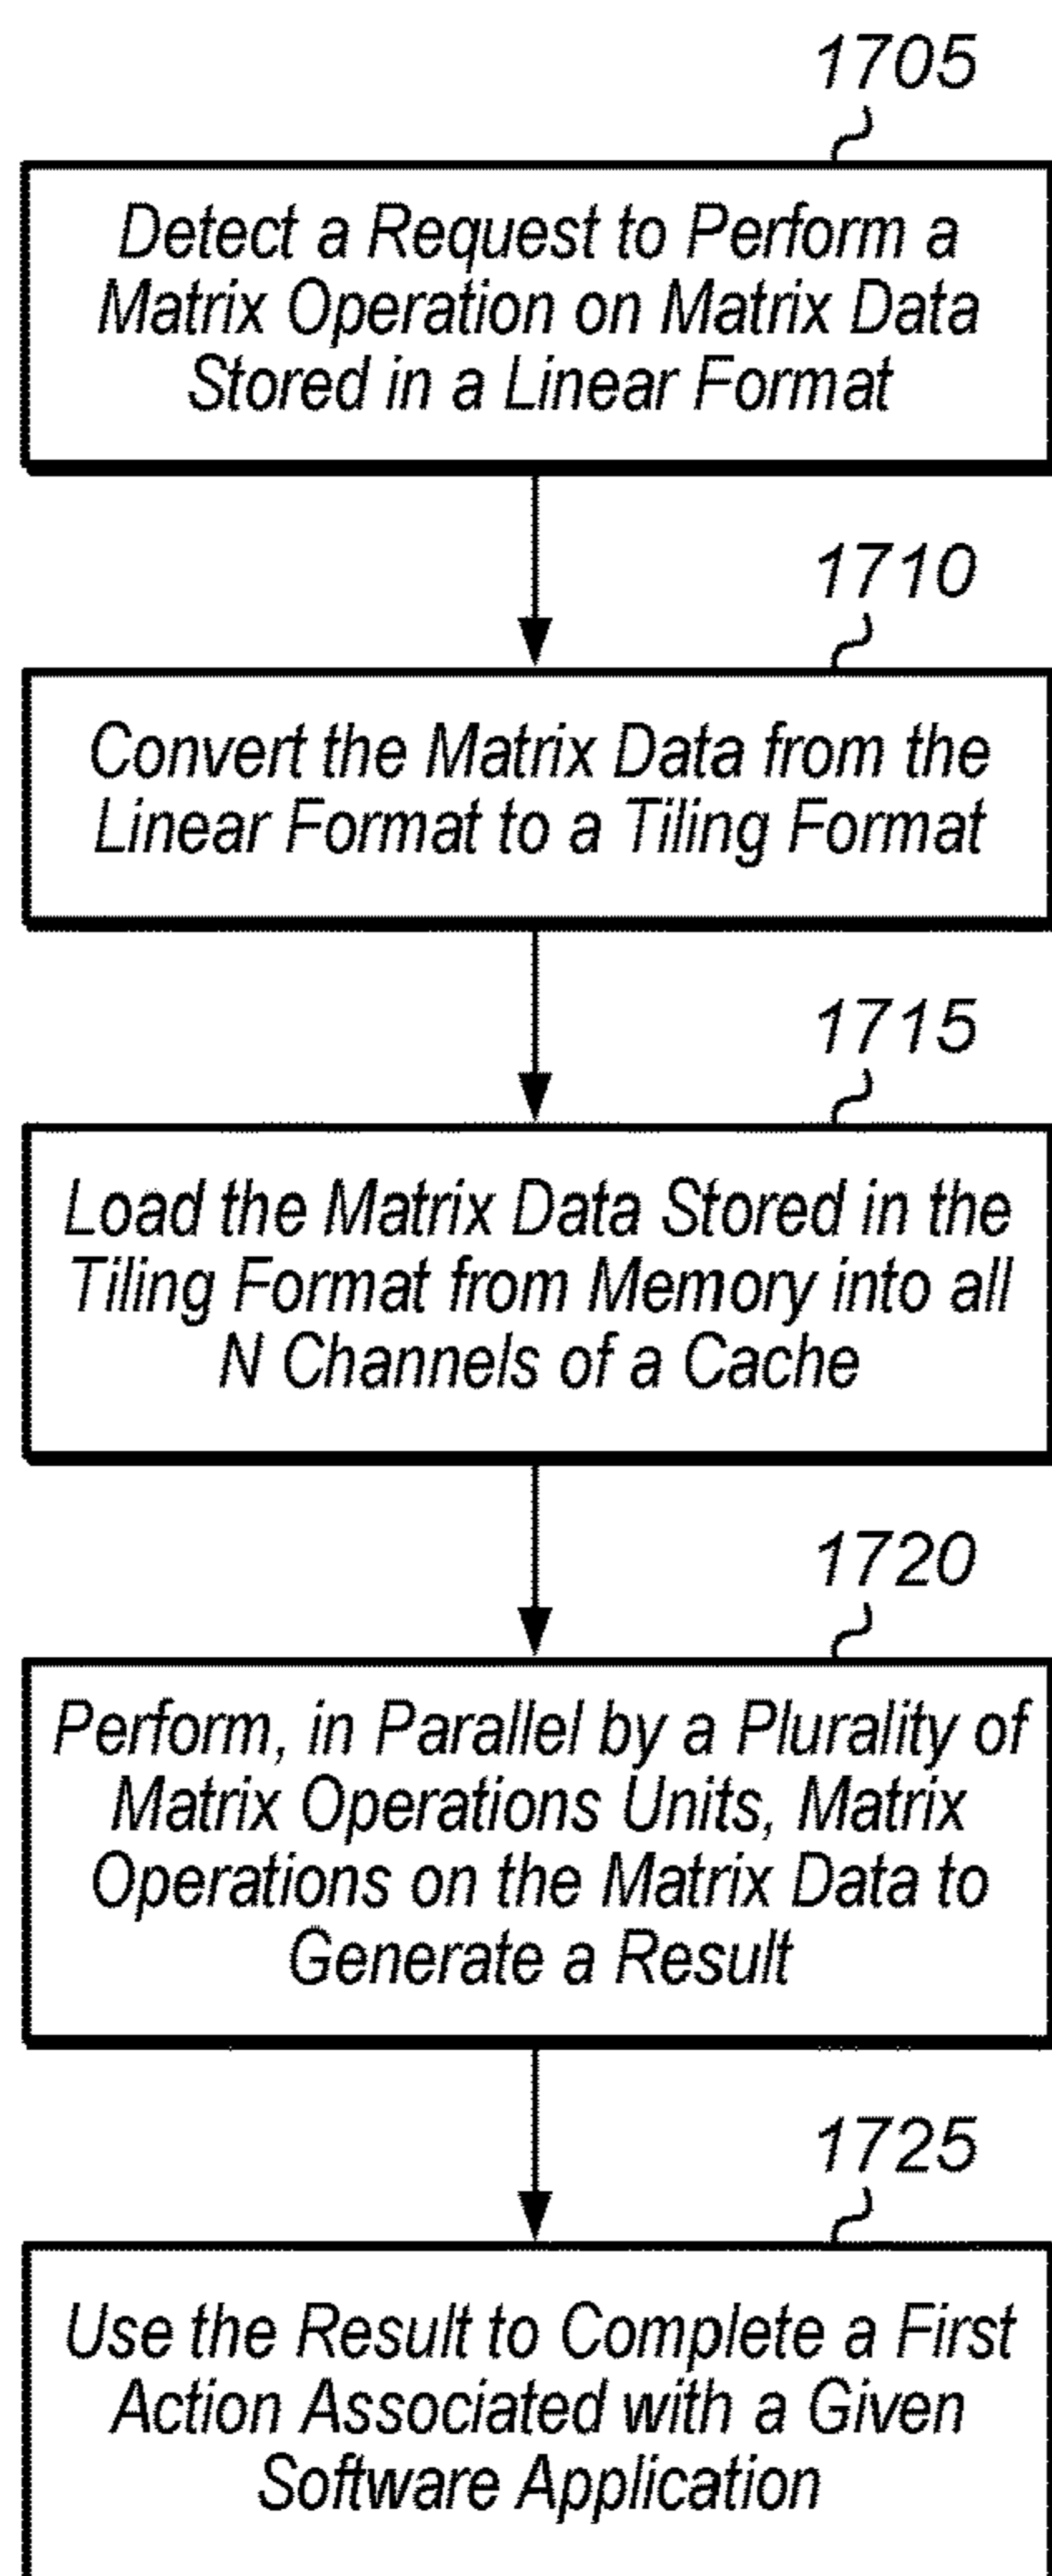 1705
Detect a Request to Perform a
Matrix Operation on Matrix Data
Stored in a Linear Format
1710
Convert the Matrix Data from the
Linear Format to a Tiling Format
1715
Load the Matrix Data Stored in the
Tiling Format from Memory into all
N Channels of a Cache
1720
Perform, in Parallel by a Plurality of
Matrix Operations Units, Matrix
Operations on the Matrix Data to
Generate a Result
1725
Use the Result to Complete a First
Action Associated with a Given
Software Application